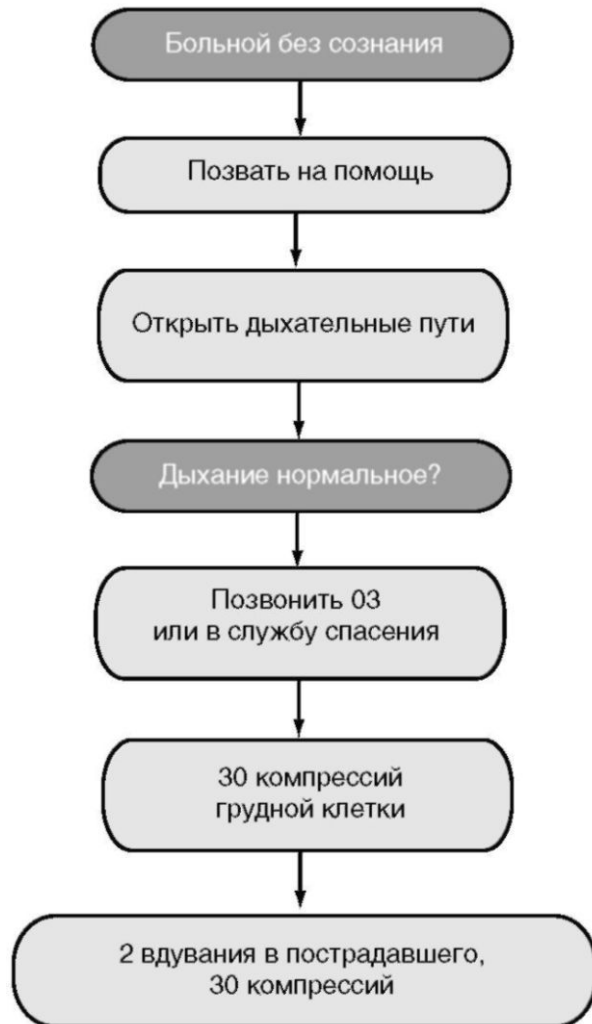 Больной без сознания
Позвать на помощь
Открыть дыхательные пути
Дыхание нормальное?
Позвонить 03
или в службу спасения
30 компрессий
грудной клетки
2 вдувания в пострадавшего,
30 компрессий